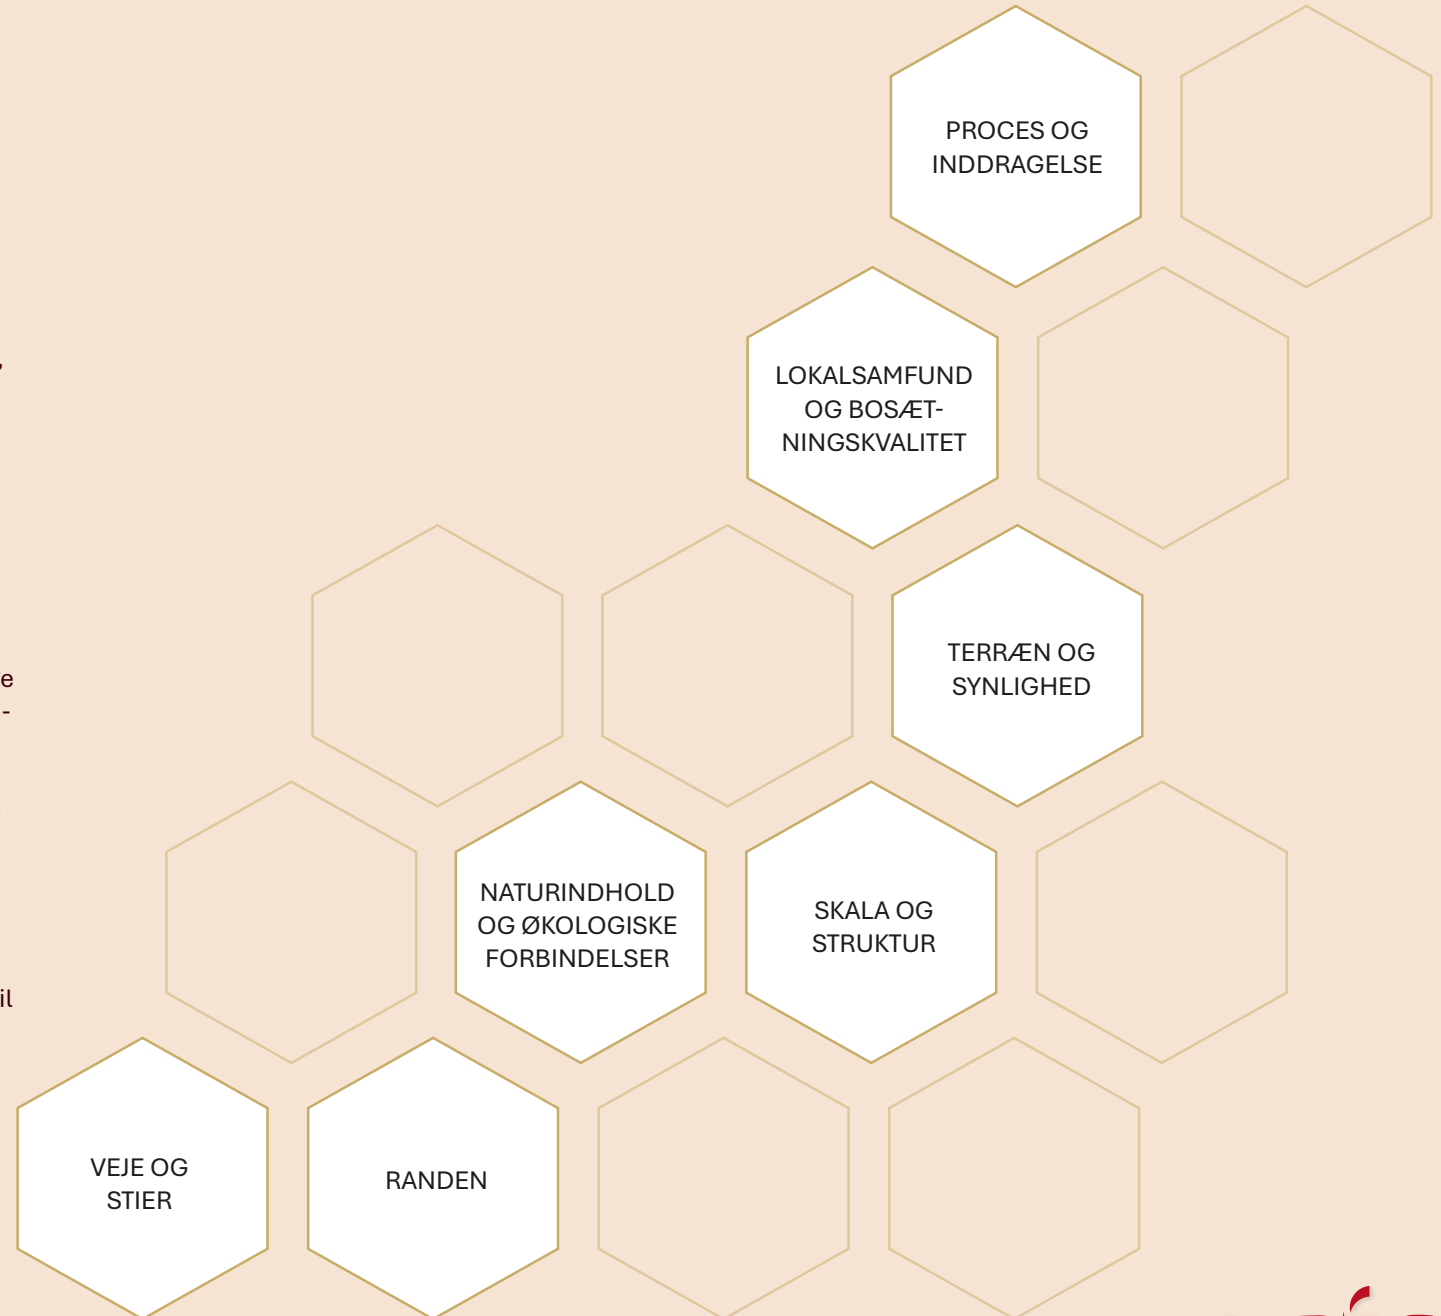 PROCES OG
INDDRAGELSE
LOKALSAMFUND
OG BOSÆT-
NINGSKVALITET
TERRÆN OG
SYNLIGHED
NATURINDHOLD
OG ØKOLOGISKE
FORBINDELSER
SKALA OG
STRUKTUR
VEJE OG
STIER
RANDEN